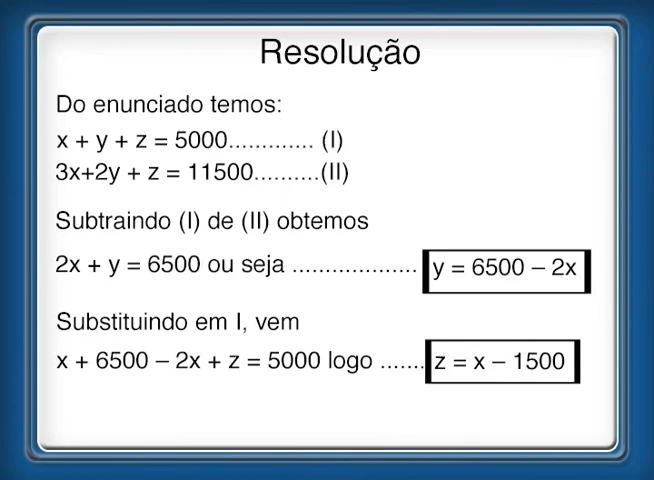 Resolução
Do enunciado temos:
x + y + z = 5000............. (I)
3x+2y + z = 11500..........(II)
Subtraindo (I) de (II) obtemos
2x + y = 6500 ou seja ................... y = 6500 – 2x
Substituindo em I, vem
x + 6500 – 2x + z = 5000 logo ....... z = x – 1500